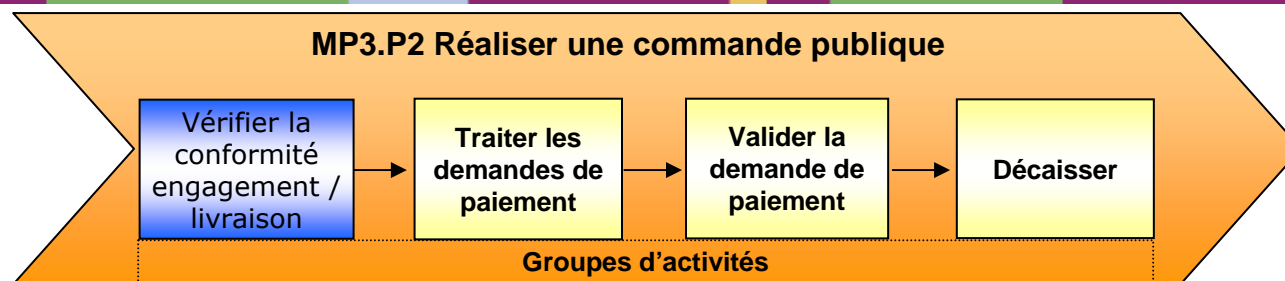 MP3.P2 Réaliser une commande publique
Vérifier la
conformité
engagement /
livraison
Traiter les
demandes de
paiement
Valider la
demande de
paiement
Décaisser
Groupes d’activités